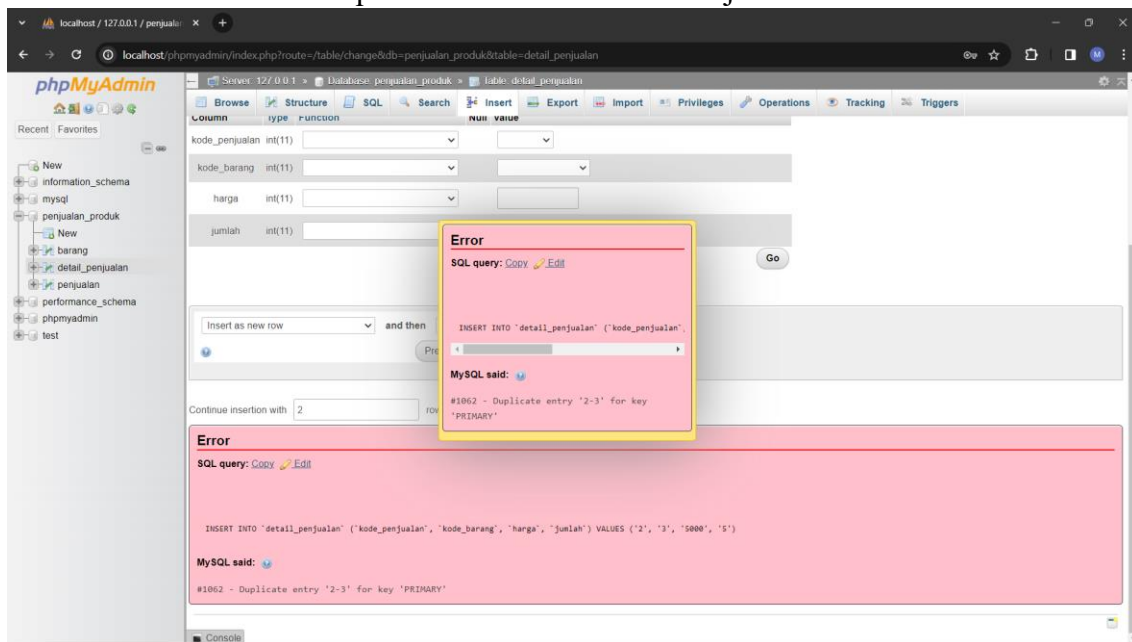 localhost / 127.0.0.1 / penjualan
localhost/phpmyadmin/index.php?route=/table/change&db=penjualan_produk&table=detail_penjualan
M
phpMyAdmin
Recent Favorites
New
information_schema
mysql
penjualan_produk
New
barang
detail_penjualan
penjualan
performance_schema
phpmyadmin
test
Server: 127.0.0.1 » Database: penjualan_produk » Table: detail_penjualan
Browse Structure SQL Search Insert Export Import Privileges Operations Tracking Triggers
Column Type Function Null Value
kode_penjualan int(11)
kode_barang int(11)
harga int(11)
jumlah int(11)
Go
Insert as new row and then
Pre
Continue insertion with 2 row
Error
SQL query: Copy Edit
INSERT INTO `detail_penjualan` (`kode_penjualan`,
MySQL said:
#1062 - Duplicate entry '2-3' for key
'PRIMARY'
Error
SQL query: Copy Edit
INSERT INTO `detail_penjualan` (`kode_penjualan`, `kode_barang`, `harga`, `jumlah`) VALUES ('2', '3', '5000', '5')
MySQL said:
#1062 - Duplicate entry '2-3' for key 'PRIMARY'
Console